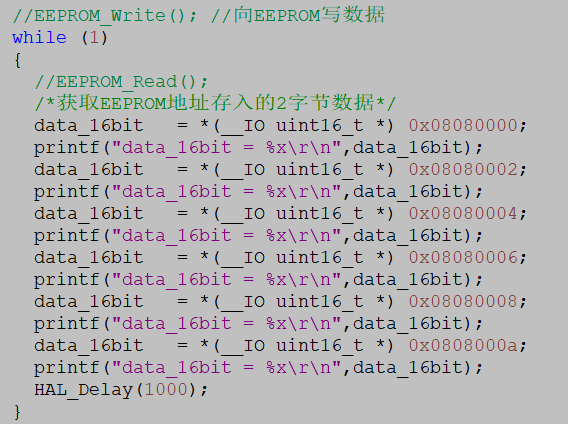 //EEPROM_Write(); //向EEPROM写数据
while (1)
{
  //EEPROM_Read();
  /*获取EEPROM地址存入的2字节数据*/
  data_16bit   = *(__IO uint16_t *) 0x08080000;
  printf("data_16bit = %x\r\n",data_16bit);
  data_16bit   = *(__IO uint16_t *) 0x08080002;
  printf("data_16bit = %x\r\n",data_16bit);
  data_16bit   = *(__IO uint16_t *) 0x08080004;
  printf("data_16bit = %x\r\n",data_16bit);
  data_16bit   = *(__IO uint16_t *) 0x08080006;
  printf("data_16bit = %x\r\n",data_16bit);
  data_16bit   = *(__IO uint16_t *) 0x08080008;
  printf("data_16bit = %x\r\n",data_16bit);
  data_16bit   = *(__IO uint16_t *) 0x0808000a;
  printf("data_16bit = %x\r\n",data_16bit);
  HAL_Delay(1000);
}